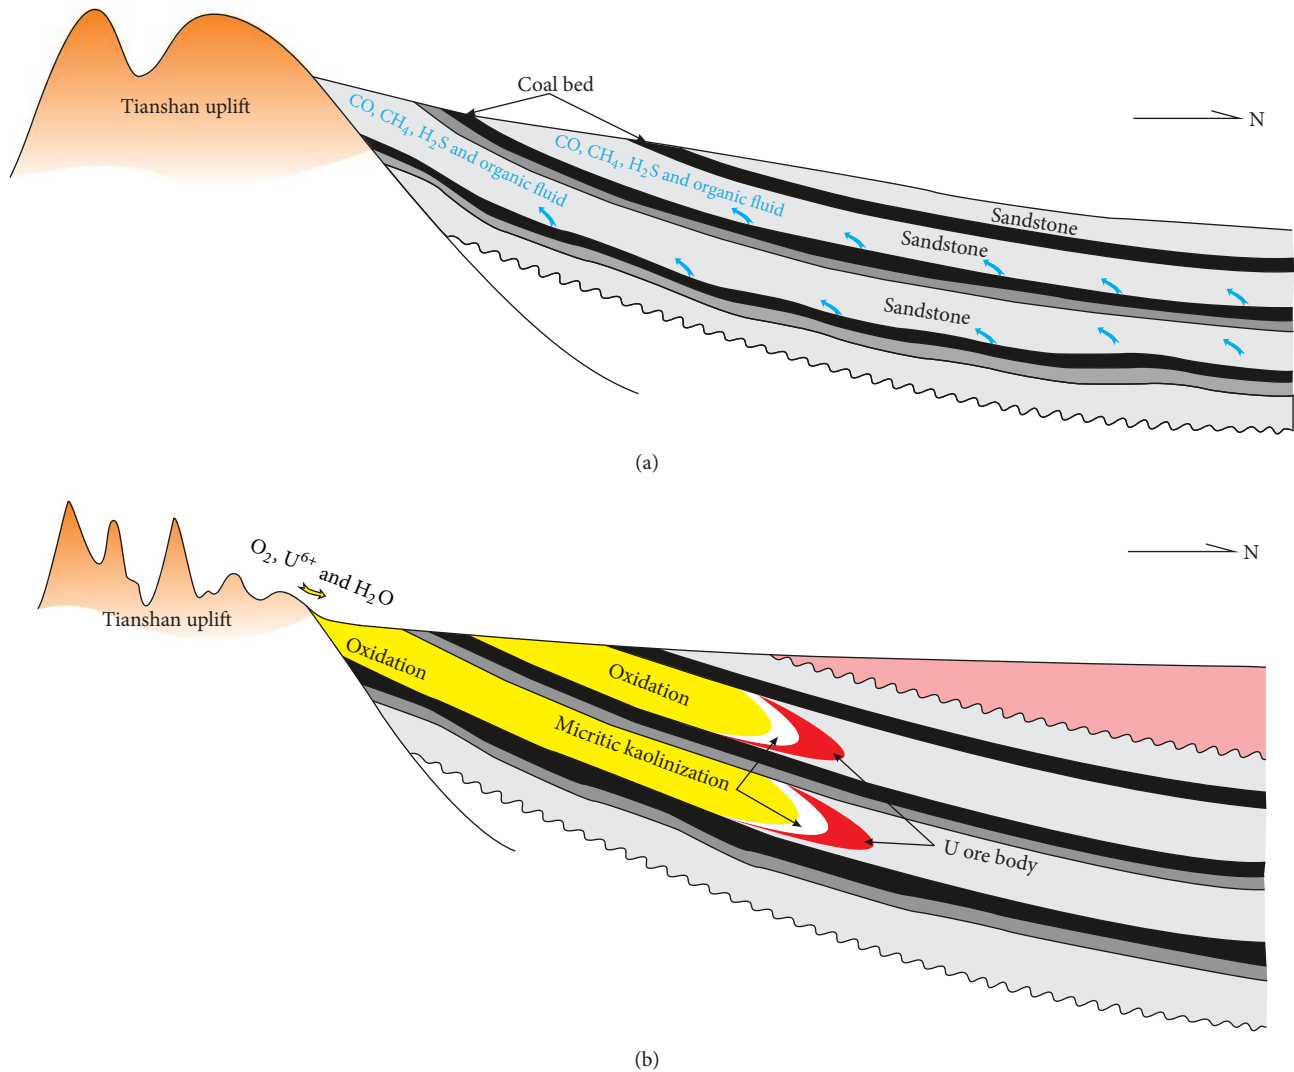 Coal bed
Tianshan uplift
N
CO, CH4, H2S and organic fluid
CO, CH4, H2S and organic fluid
Sandstone
Sandstone
Sandstone
(a)
O2, U6+ and H2O
N
Tianshan uplift
Oxidation
Oxidation
Micritic kaolinization
U ore body
(b)